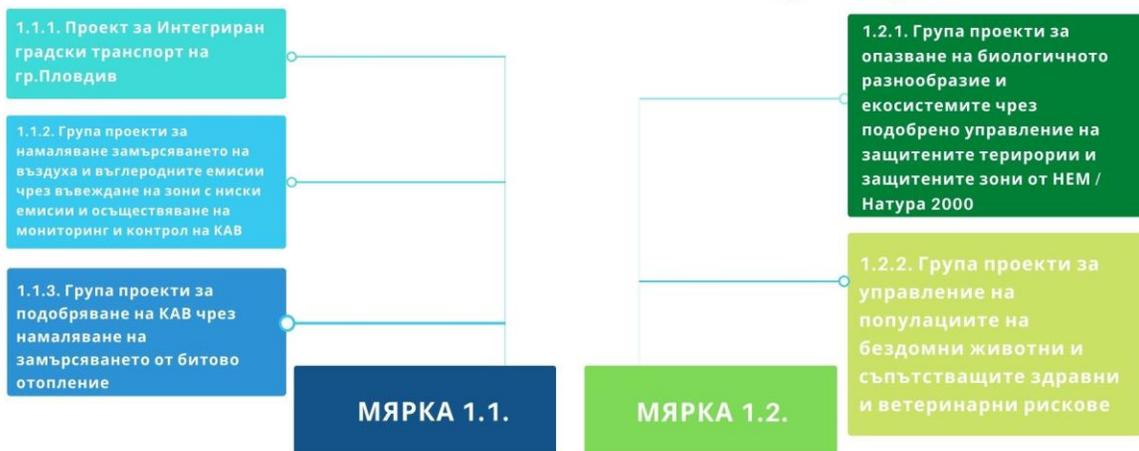 1.1.1. Проект за Интегриран
градски транспорт на
гр.Пловдив
1.1.2. Група проекти за
намаляване замърсяването на
въздуха и въглеродните емисии
чрез въвеждане на зони с ниски
емисии и осъществяване на
мониторинг и контрол на КАВ
1.1.3. Група проекти за
подобряване на КАВ чрез
намаляване на
замърсяването от битово
отопление
МЯРКА 1.1.
1.2.1. Група проекти за
опазване на биологичното
разнообразие и
екосистемите чрез
подобрено управление на
защитените терирории и
защитените зони от НЕМ /
Натура 2000
1.2.2. Група проекти за
управление на
популациите на
бездомни животни и
съпътстващите здравни
и ветеринарни рискове
МЯРКА 1.2.